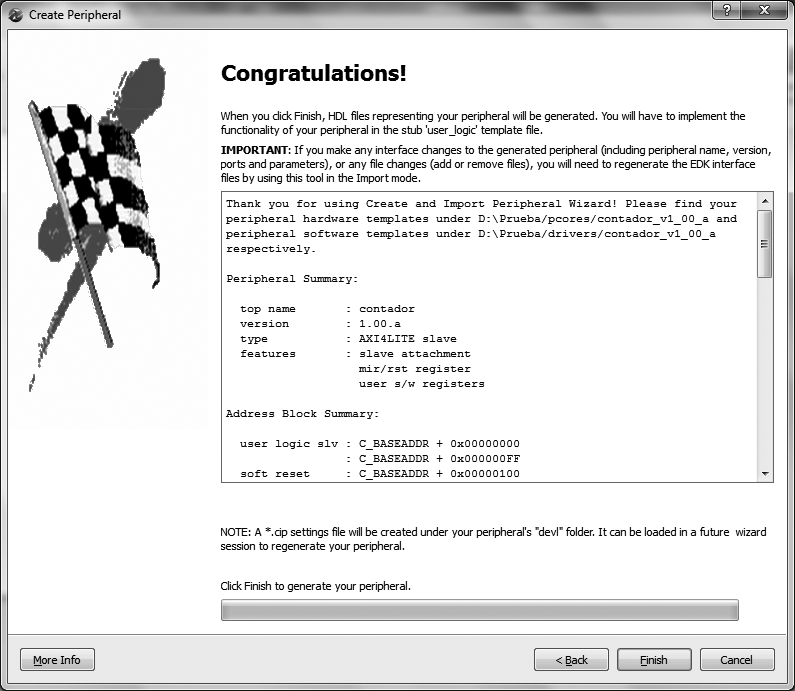 Create Peripheral
?
X
Congratulations!
When you click Finish, HDL files representing your peripheral will be generated. You will have to implement the
functionality of your peripheral in the stub 'user_logic' template file.
IMPORTANT: If you make any interface changes to the generated peripheral (including peripheral name, version,
ports and parameters), or any file changes (add or remove files), you will need to regenerate the EDK interface
files by using this tool in the Import mode.
Thank you for using Create and Import Peripheral Wizard! Please find your
peripheral hardware templates under D:\Prueba/pcores/contador_v1_00_a and
peripheral software templates under D:\Prueba/drivers/contador_v1_00_a
respectively.
Peripheral Summary:
top name : contador
version : 1.00.a
type : AXI4LITE slave
features : slave attachment
mir/rst register
user s/w registers
Address Block Summary:
user logic slv : C_BASEADDR + 0x00000000
: C_BASEADDR + 0x000000FF
soft reset : C_BASEADDR + 0x00000100
NOTE: A *.cip settings file will be created under your peripheral's "devl" folder. It can be loaded in a future wizard
session to regenerate your peripheral.
Click Finish to generate your peripheral.
More Info
< Back
Finish
Cancel